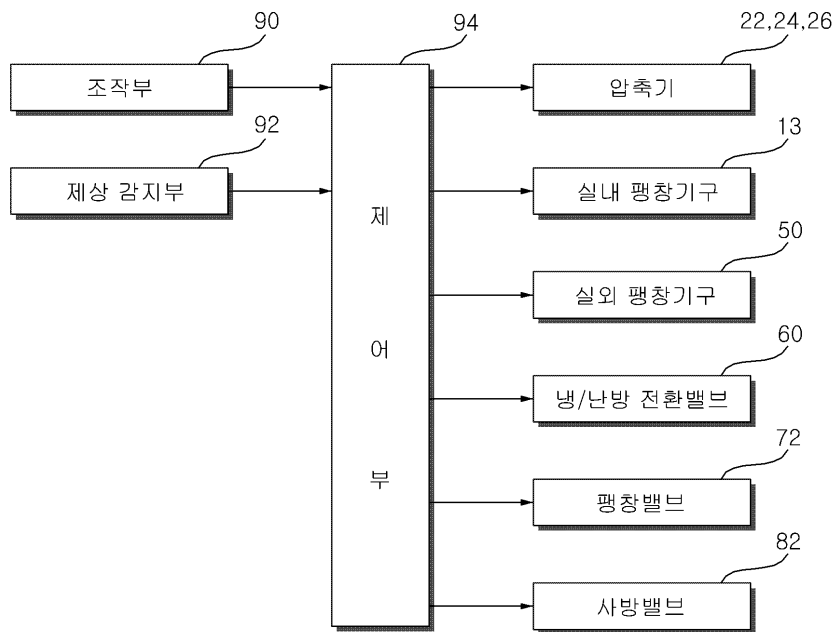 90
조작부
92
제상 감지부
94
제
어
부
22,24,26
압축기
13
실내 팽창기구
50
실외 팽창기구
60
냉/난방 전환밸브
72
팽창밸브
82
사방밸브